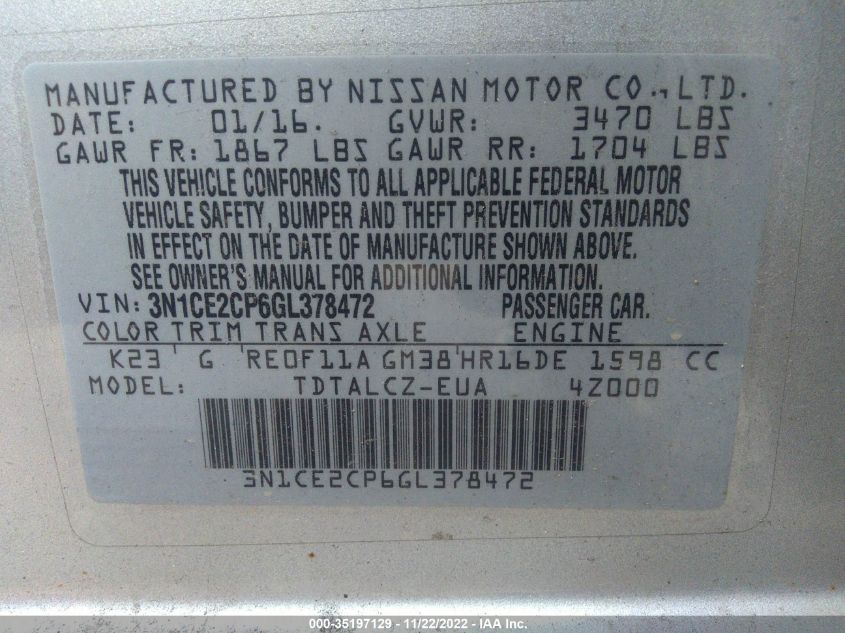 MANUFACTURED BY NISSAN MOTOR CO., LTD.
DATE: 01/16. GVWR: 3470 LBS
GAWR FR: 1867 LBS GAWR RR: 1704 LBS
THIS VEHICLE CONFORMS TO ALL APPLICABLE FEDERAL MOTOR
VEHICLE SAFETY, BUMPER AND THEFT PREVENTION STANDARDS
IN EFFECT ON THE DATE OF MANUFACTURE SHOWN ABOVE.
SEE OWNER'S MANUAL FOR ADDITIONAL INFORMATION.
VIN: 3N1CE2CP6GL378472 PASSENGER CAR.
COLOR TRIM TRANS AXLE ENGINE
K23 G RE0F11A GM38 HR16DE 1598 CC
MODEL: TDTALCZ-EUA 4Z000
3N1CE2CP6GL378472
000-35197129 - 11/22/2022 - IAA Inc.